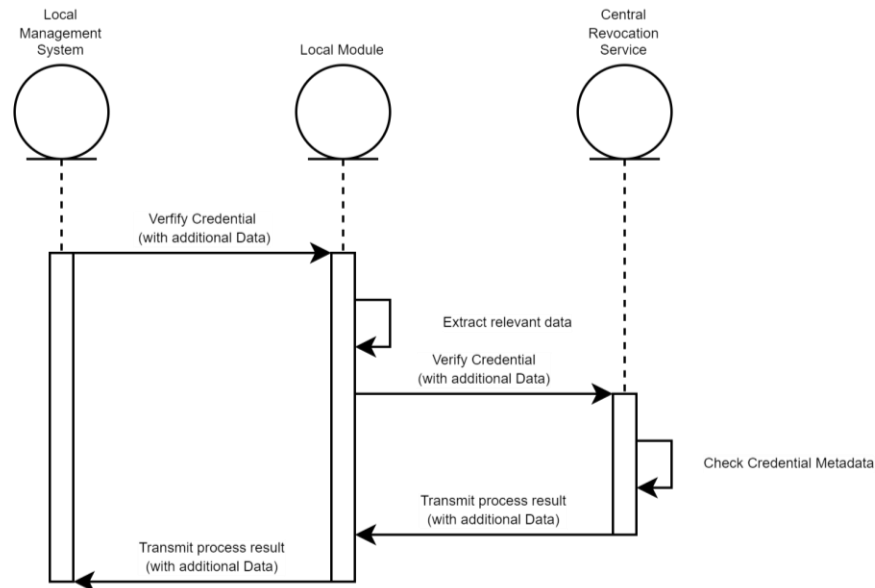 Local
Management
System
Local Module
Central
Revocation
Service
Verfify Credential
(with additional Data)
Extract relevant data
Verify Credential
(with additional Data)
Check Credential Metadata
Transmit process result
(with additional Data)
Transmit process result
(with additional Data)